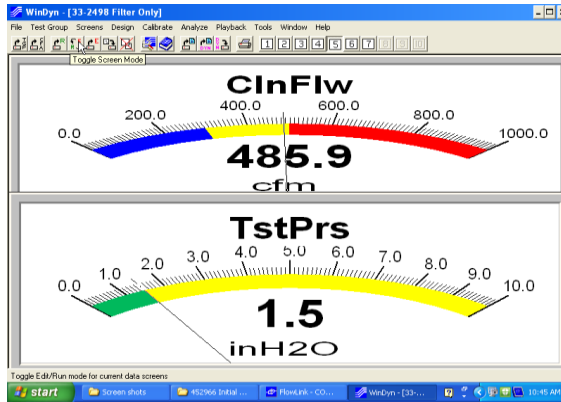 WinDyn - [33-2498 Filter Only]
File Test Group Screens Design Calibrate Analyze Playback Tools Window Help
1 2 3 4 5 6 7 8 9 10
Toggle Screen Mode
ClnFlw
0.0 200.0 400.0 600.0 800.0 1000.0
485.9
cfm
TstPrs
0.0 1.0 2.0 3.0 4.0 5.0 6.0 7.0 8.0 9.0 10.0
1.5
inH2O
Toggle Edit/Run mode for current data screens
start Screen shots 452966 Initial ... FlowLink - CO... WinDyn - [33-... 10:45 AM